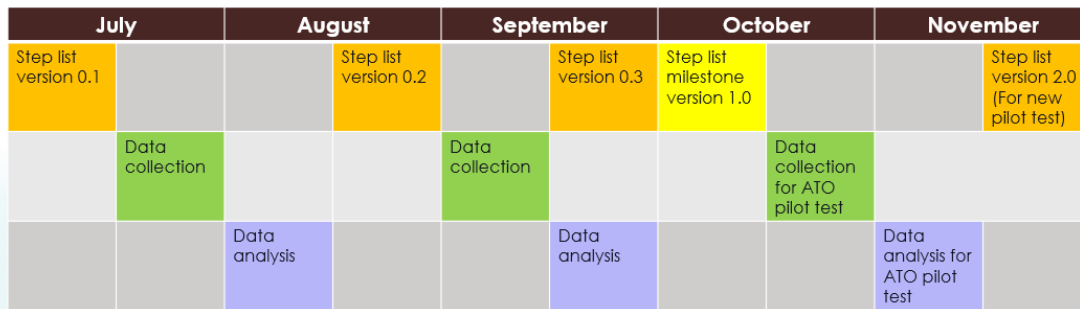 July
August
September
October
November
Step list
version 0.1
Step list
version 0.2
Step list
version 0.3
Step list
milestone
version 1.0
Step list
version 2.0
(For new
pilot test)
Data
collection
Data
collection
Data
collection
for ATO
pilot test
Data
analysis
Data
analysis
Data
analysis for
ATO pilot
test